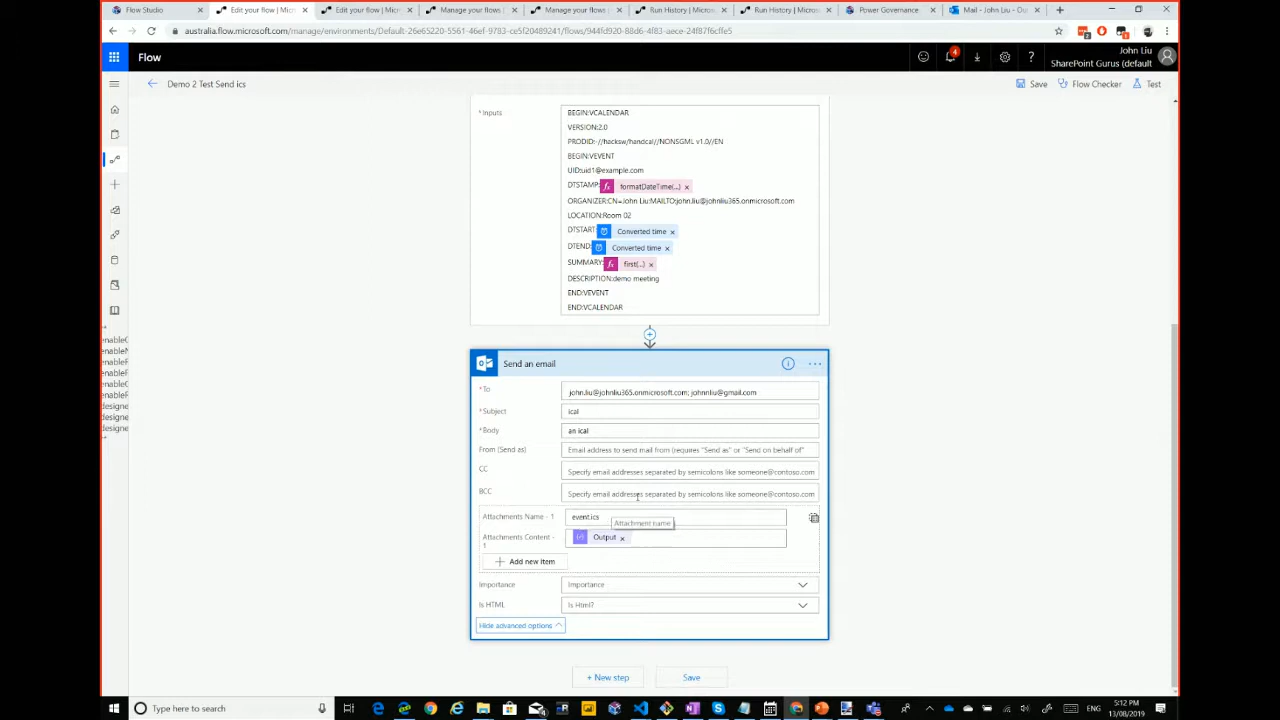 Flow Studio
Edit your flow | Micr
Edit your flow | Micr
Manage your flows |
Manage your flows |
Run History | Micros
Run History | Micros
Power Governance
Mail - John Liu - Out
australia.flow.microsoft.com/manage/environments/Default-26e65220-5561-46ef-9783-ce5f20489241/flows/944fd920-88d6-4f83-aece-24f87f6cffe5
Flow
4
?
John Liu
SharePoint Gurus (default
Demo 2 Test Send ics
Save
Flow Checker
Test
* Inputs
BEGIN:VCALENDAR
VERSION:2.0
PRODID:-//hacksw/handcal//NONSGML v1.0//EN
BEGIN:VEVENT
UID:uid1@example.com
DTSTAMP: formatDateTime(...) ×
ORGANIZER:CN=John Liu:MAILTO:john.liu@johnliu365.onmicrosoft.com
LOCATION:Room 02
DTSTART: Converted time ×
DTEND: Converted time ×
SUMMARY: first(...) ×
DESCRIPTION:demo meeting
END:VEVENT
END:VCALENDAR
enableF
designe
designe
designe
Send an email
* To
john.liu@johnliu365.onmicrosoft.com; johnnliu@gmail.com
* Subject
ical
* Body
an ical
From (Send as)
Email address to send mail from (requires "Send as" or "Send on behalf of"
CC
Specify email addresses separated by semicolons like someone@contoso.com
BCC
Specify email addresses separated by semicolons like someone@contoso.com
Attachments Name - 1
event.ics
Attachment name
Attachments Content - 1
Output ×
+ Add new item
Importance
Importance
Is HTML
Is Html?
Hide advanced options
+ New step
Save
Type here to search
5:12 PM
13/08/2019